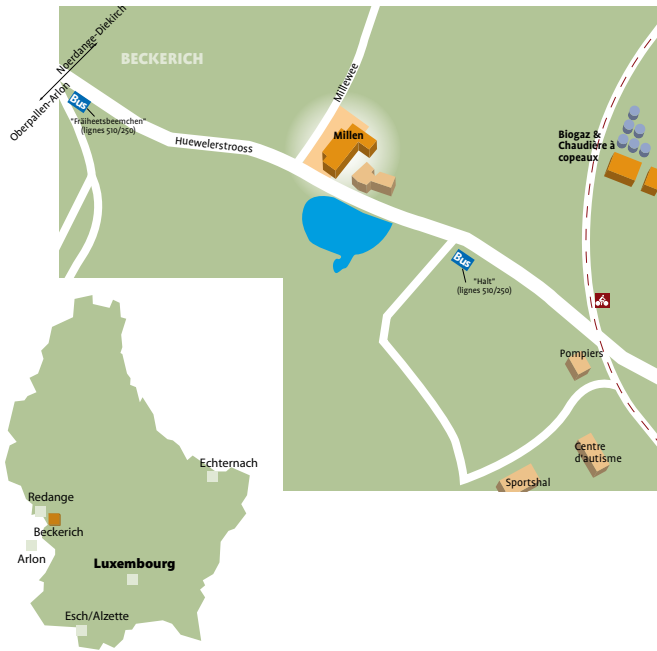 Noerdange-Diekirch
Oberpallen-Arlon
BECKERICH
Bus
"Fräiheetsbeemchen"
(lignes 510/250)
Huewelerstrooss
Millewee
Millen
Biogaz &
Chaudière à
copeaux
Bus
"Halt"
(lignes 510/250)
Pompiers
Centre
d'autisme
Sportshal
Echternach
Redange
Beckerich
Arlon
Luxembourg
Esch/Alzette